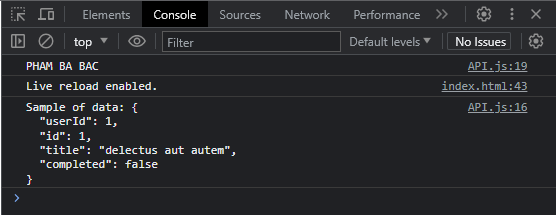 Elements Console Sources Network Performance »
top ▼ Filter Default levels ▼ No Issues
PHAM BA BAC API.js:19
Live reload enabled. index.html:43
Sample of data: { API.js:16
"userId": 1,
"id": 1,
"title": "delectus aut autem",
"completed": false
}
>